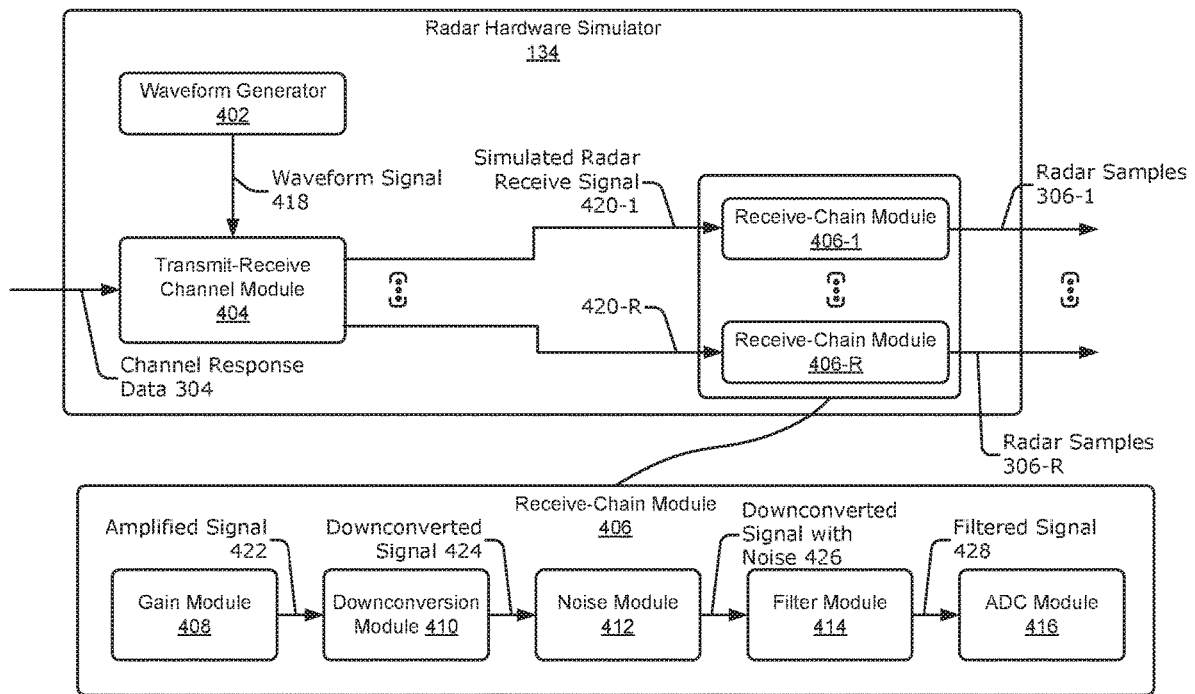 Radar Hardware Simulator
134
Waveform Generator
402
Waveform Signal
418
Simulated Radar
Receive Signal
420-1
Radar Samples
306-1
Receive-Chain Module
406-1
Transmit-Receive
Channel Module
404
420-R
Receive-Chain Module
406-R
Channel Response
Data 304
Radar Samples
306-R
Receive-Chain Module
406
Amplified Signal
422
Downconverted
Signal 424
Downconverted
Signal with
Noise 426
Filtered Signal
428
Gain Module
408
Downconversion
Module 410
Noise Module
412
Filter Module
414
ADC Module
416